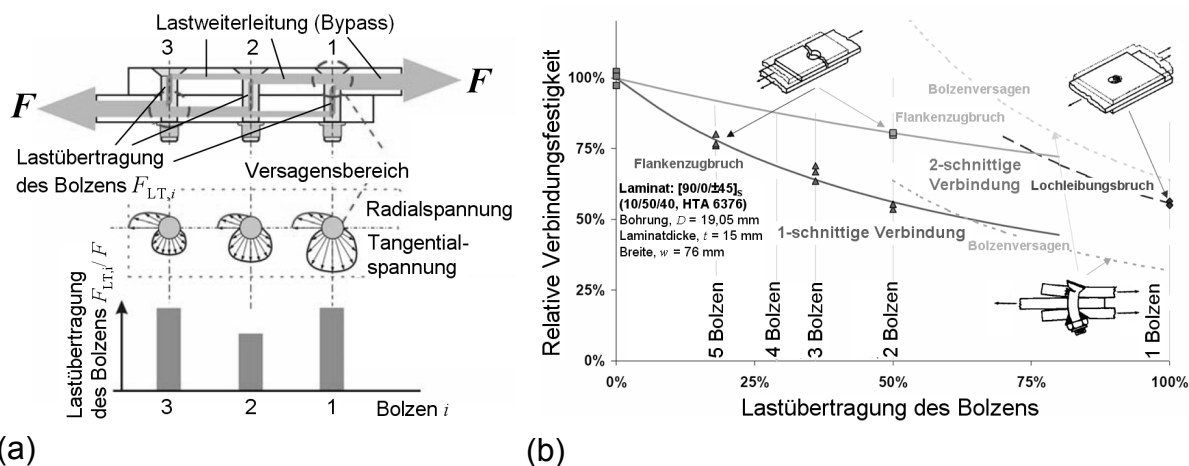 Lastweiterleitung (Bypass)
3 2 1
F
F
Lastübertragung
des Bolzens F_LT,i
Versagensbereich
Radialspannung
Tangential-
spannung
Lastübertragung
des Bolzens F_LT,i / F
3 2 1 Bolzen i
(a)
(b)
Relative Verbindungsfestigkeit
100%
75%
50%
25%
0%
Bolzenversagen
Flankenzugbruch
Flankenzugbruch
2-schnittige
Verbindung
Lochleibungsbruch
Laminat: [90/0/±45]s
(10/50/40, HTA 6376)
Bohrung, D = 19,05 mm
Laminatdicke, t = 15 mm
Breite, w = 76 mm
1-schnittige Verbindung
Bolzenversagen
5 Bolzen
4 Bolzen
3 Bolzen
2 Bolzen
1 Bolzen
0% 25% 50% 75% 100%
Lastübertragung des Bolzens